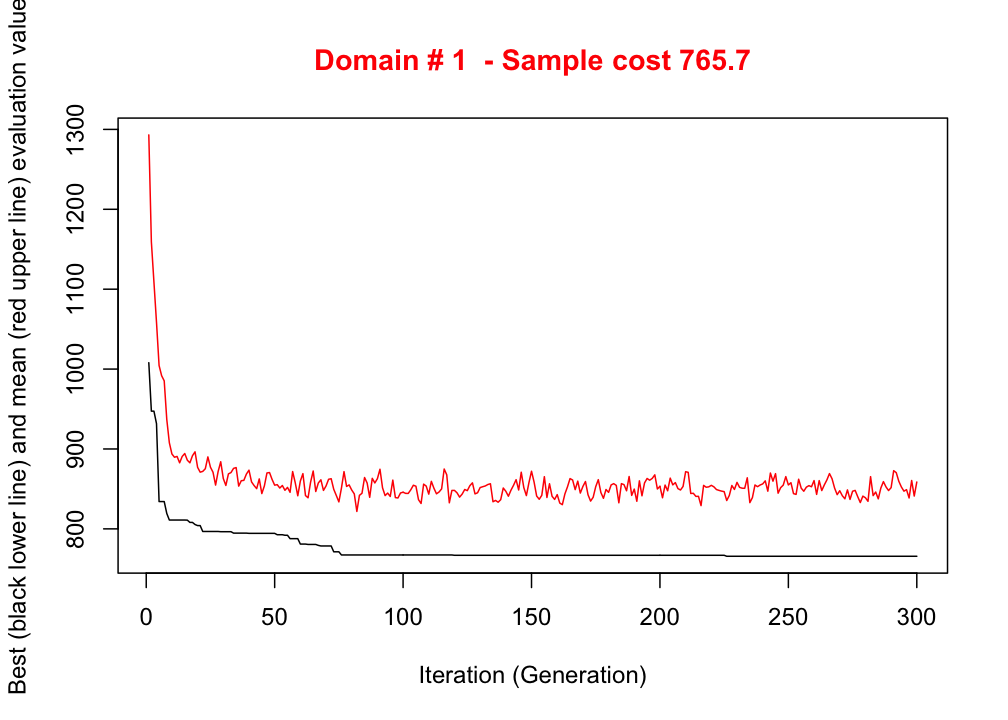 Domain # 1  - Sample cost 765.7
Best (black lower line) and mean (red upper line) evaluation value
1300
1200
1100
1000
900
800
0 50 100 150 200 250 300
Iteration (Generation)